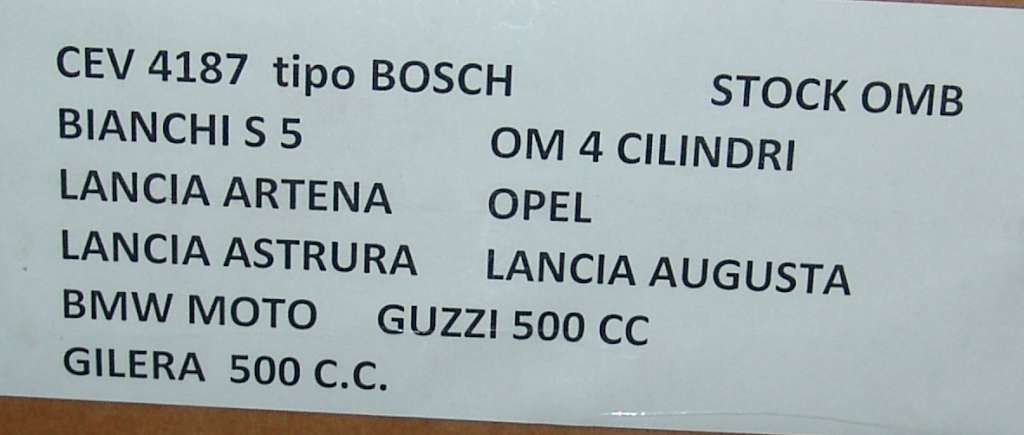 CEV 4187 tipo BOSCH STOCK OMB
BIANCHI S 5 OM 4 CILINDRI
LANCIA ARTENA OPEL
LANCIA ASTRURA LANCIA AUGUSTA
BMW MOTO GUZZI 500 CC
GILERA 500 C.C.